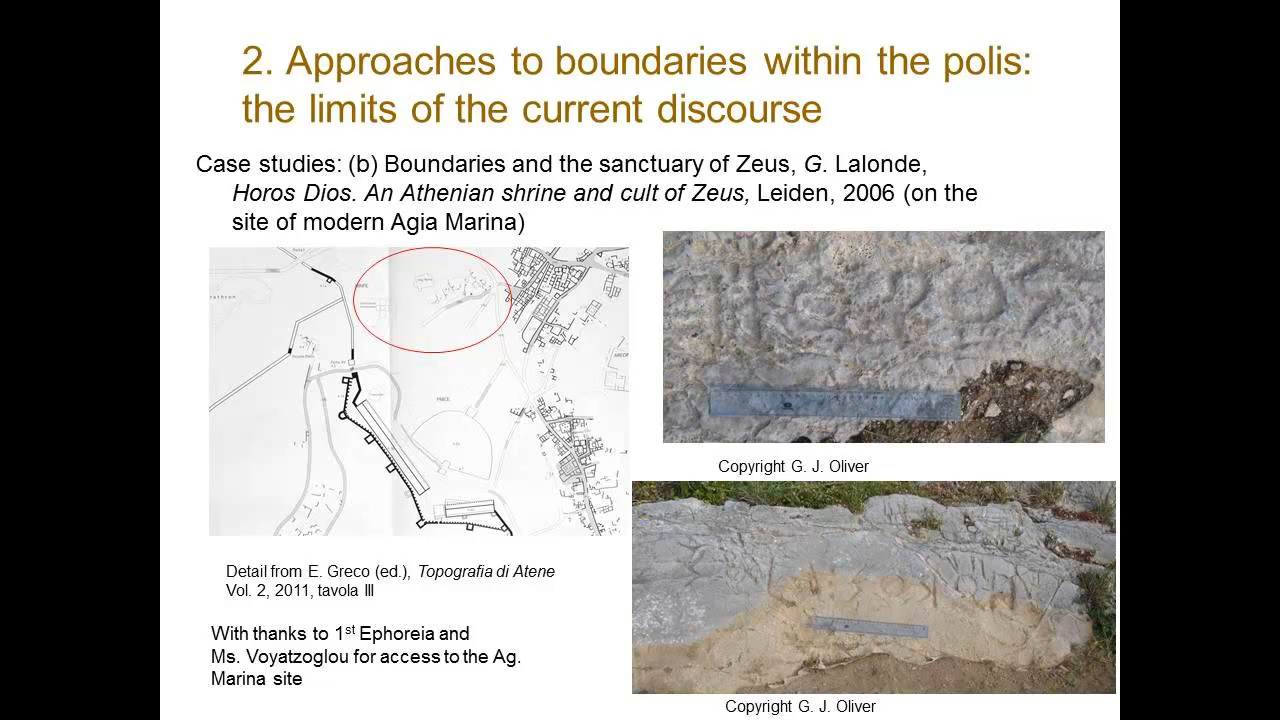 2. Approaches to boundaries within the polis:
the limits of the current discourse
Case studies: (b) Boundaries and the sanctuary of Zeus, G. Lalonde,
Horos Dios. An Athenian shrine and cult of Zeus, Leiden, 2006 (on the
site of modern Agia Marina)
PNICE
Copyright G. J. Oliver
Detail from E. Greco (ed.), Topografia di Atene
Vol. 2, 2011, tavola III
With thanks to 1st Ephoreia and
Ms. Voyatzoglou for access to the Ag.
Marina site
Copyright G. J. Oliver